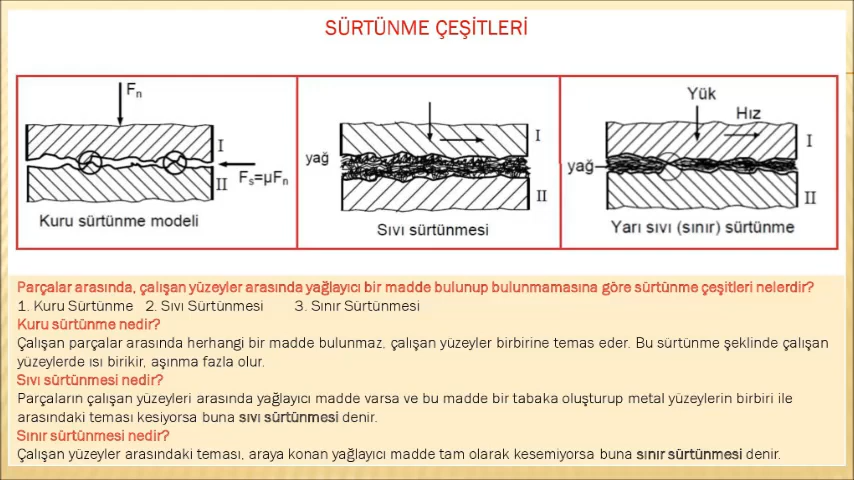 SÜRTÜNME ÇEŞİTLERİ
Fn
I
II
Fs=μFn
Kuru sürtünme modeli
yağ
I
II
Sıvı sürtünmesi
Yük
Hız
yağ
I
II
Yarı sıvı (sınır) sürtünme
Parçalar arasında, çalışan yüzeyler arasında yağlayıcı bir madde bulunup bulunmamasına göre sürtünme çeşitleri nelerdir?
1. Kuru Sürtünme 2. Sıvı Sürtünmesi 3. Sınır Sürtünmesi
Kuru sürtünme nedir?
Çalışan parçalar arasında herhangi bir madde bulunmaz, çalışan yüzeyler birbirine temas eder. Bu sürtünme şeklinde çalışan
yüzeylerde ısı birikir, aşınma fazla olur.
Sıvı sürtünmesi nedir?
Parçaların çalışan yüzeyleri arasında yağlayıcı madde varsa ve bu madde bir tabaka oluşturup metal yüzeylerin birbiri ile
arasındaki teması kesiyorsa buna sıvı sürtünmesi denir.
Sınır sürtünmesi nedir?
Çalışan yüzeyler arasındaki teması, araya konan yağlayıcı madde tam olarak kesemiyorsa buna sınır sürtünmesi denir.